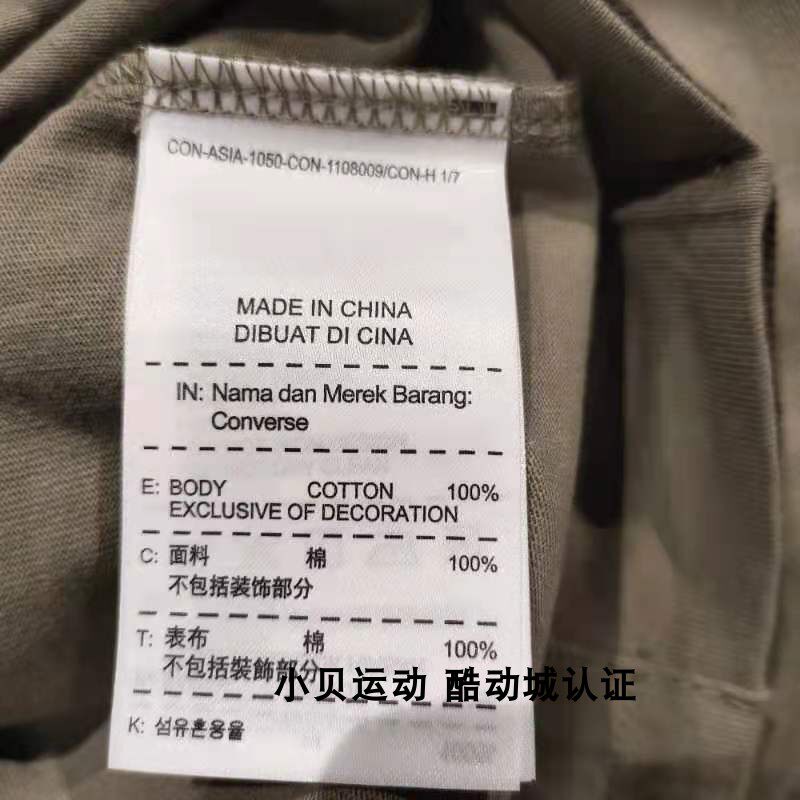 CON-ASIA-1050-CON-1108009/CON-H 1/7
MADE IN CHINA
DIBUAT DI CINA
IN: Nama dan Merek Barang:
Converse
E: BODY COTTON 100%
EXCLUSIVE OF DECORATION
C: 面料 棉 100%
不包括装饰部分
T: 表布 棉 100%
不包括裝飾部分
小贝运动 酷动城认证
K: 섬유혼용율